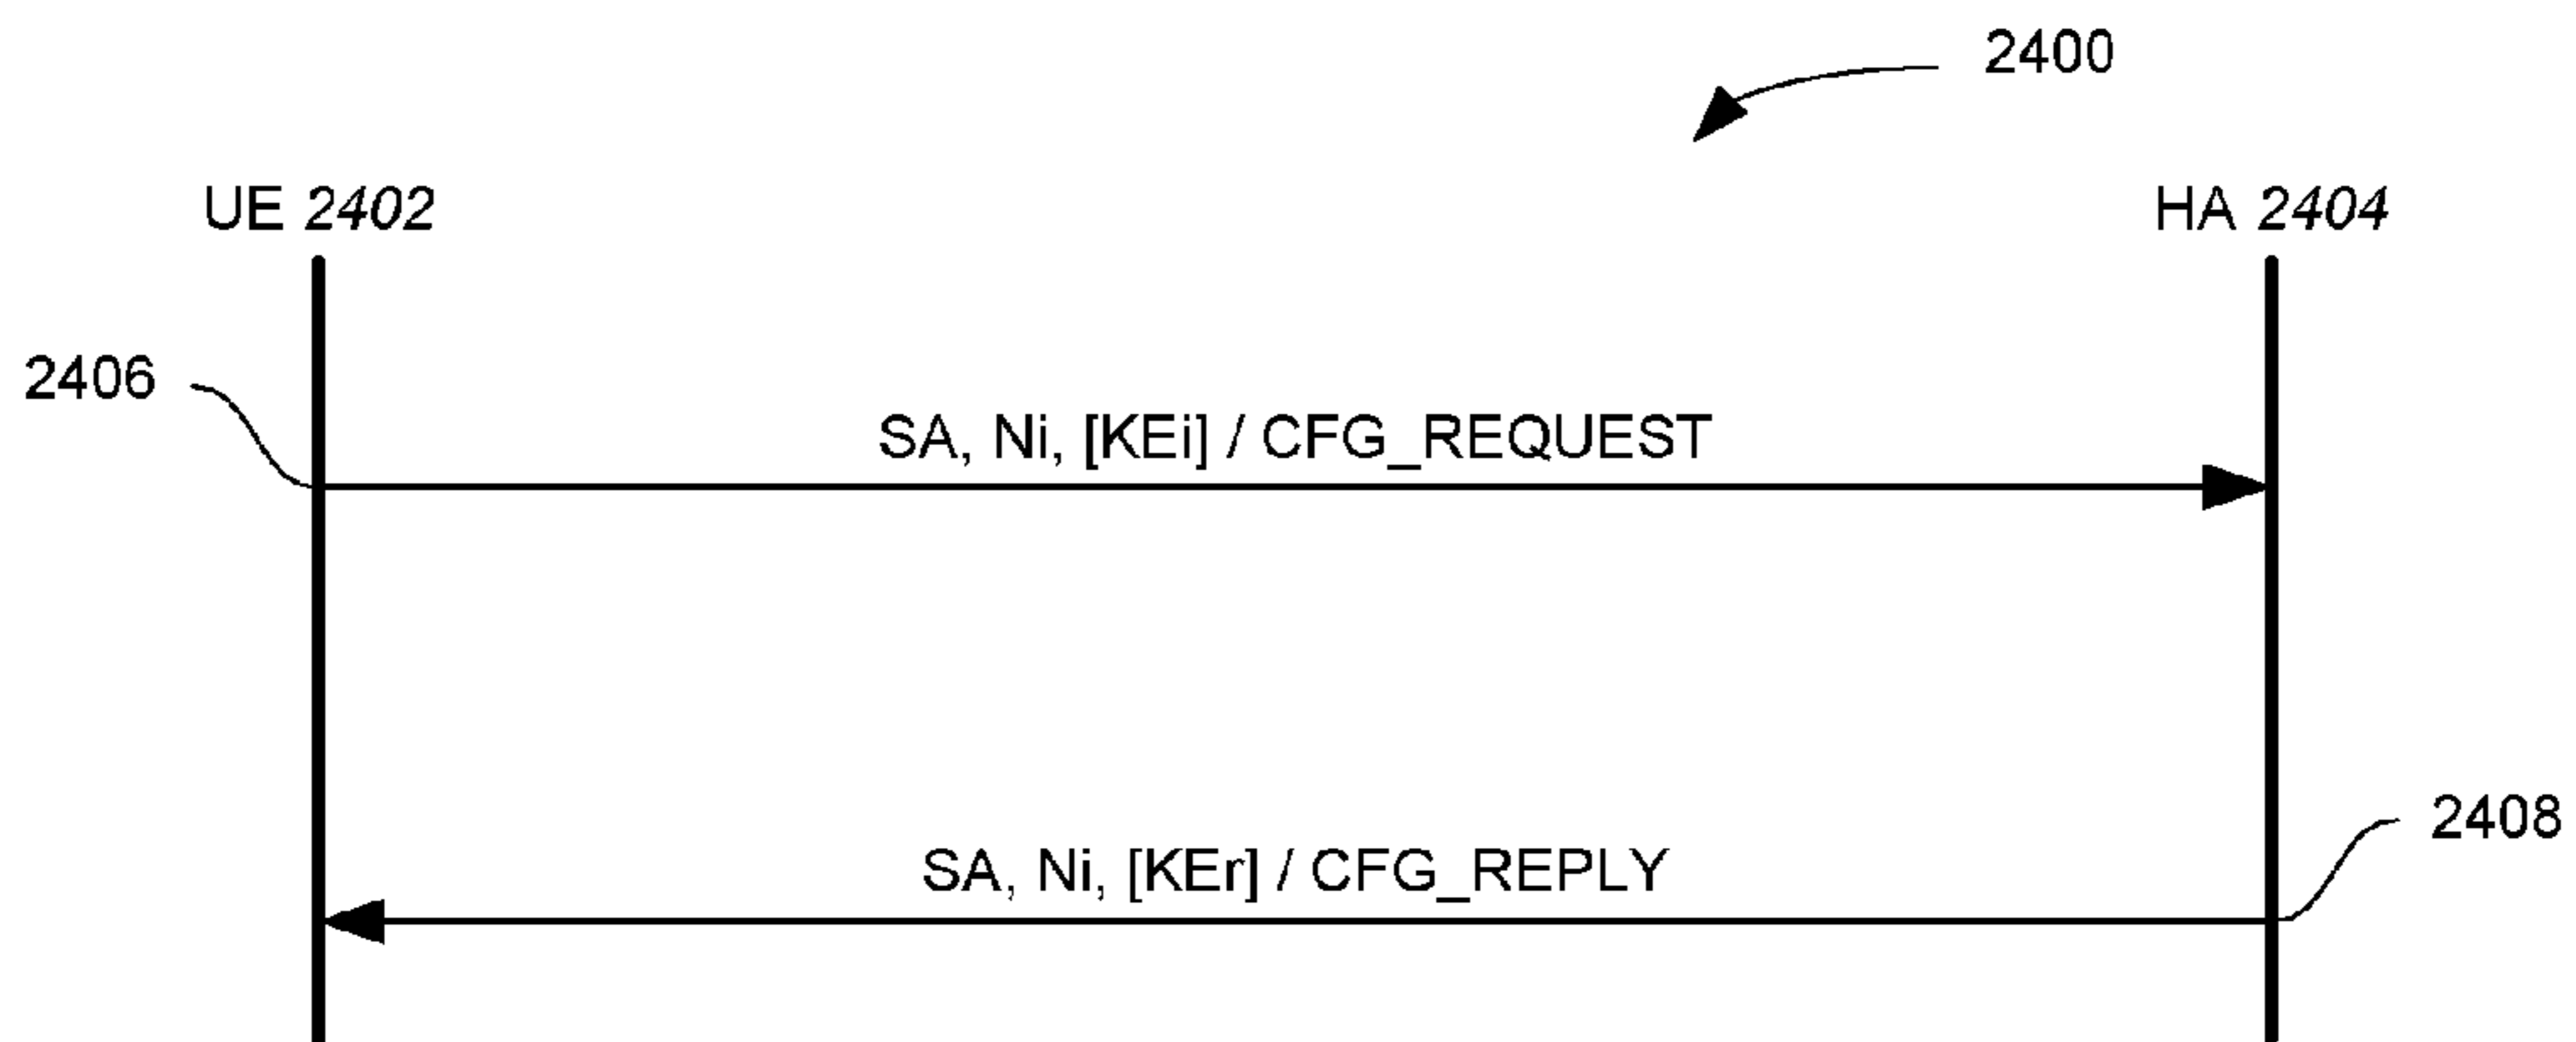 2400
UE 2402
HA 2404
2406
SA, Ni, [KEi] / CFG_REQUEST
2408
SA, Ni, [KEr] / CFG_REPLY